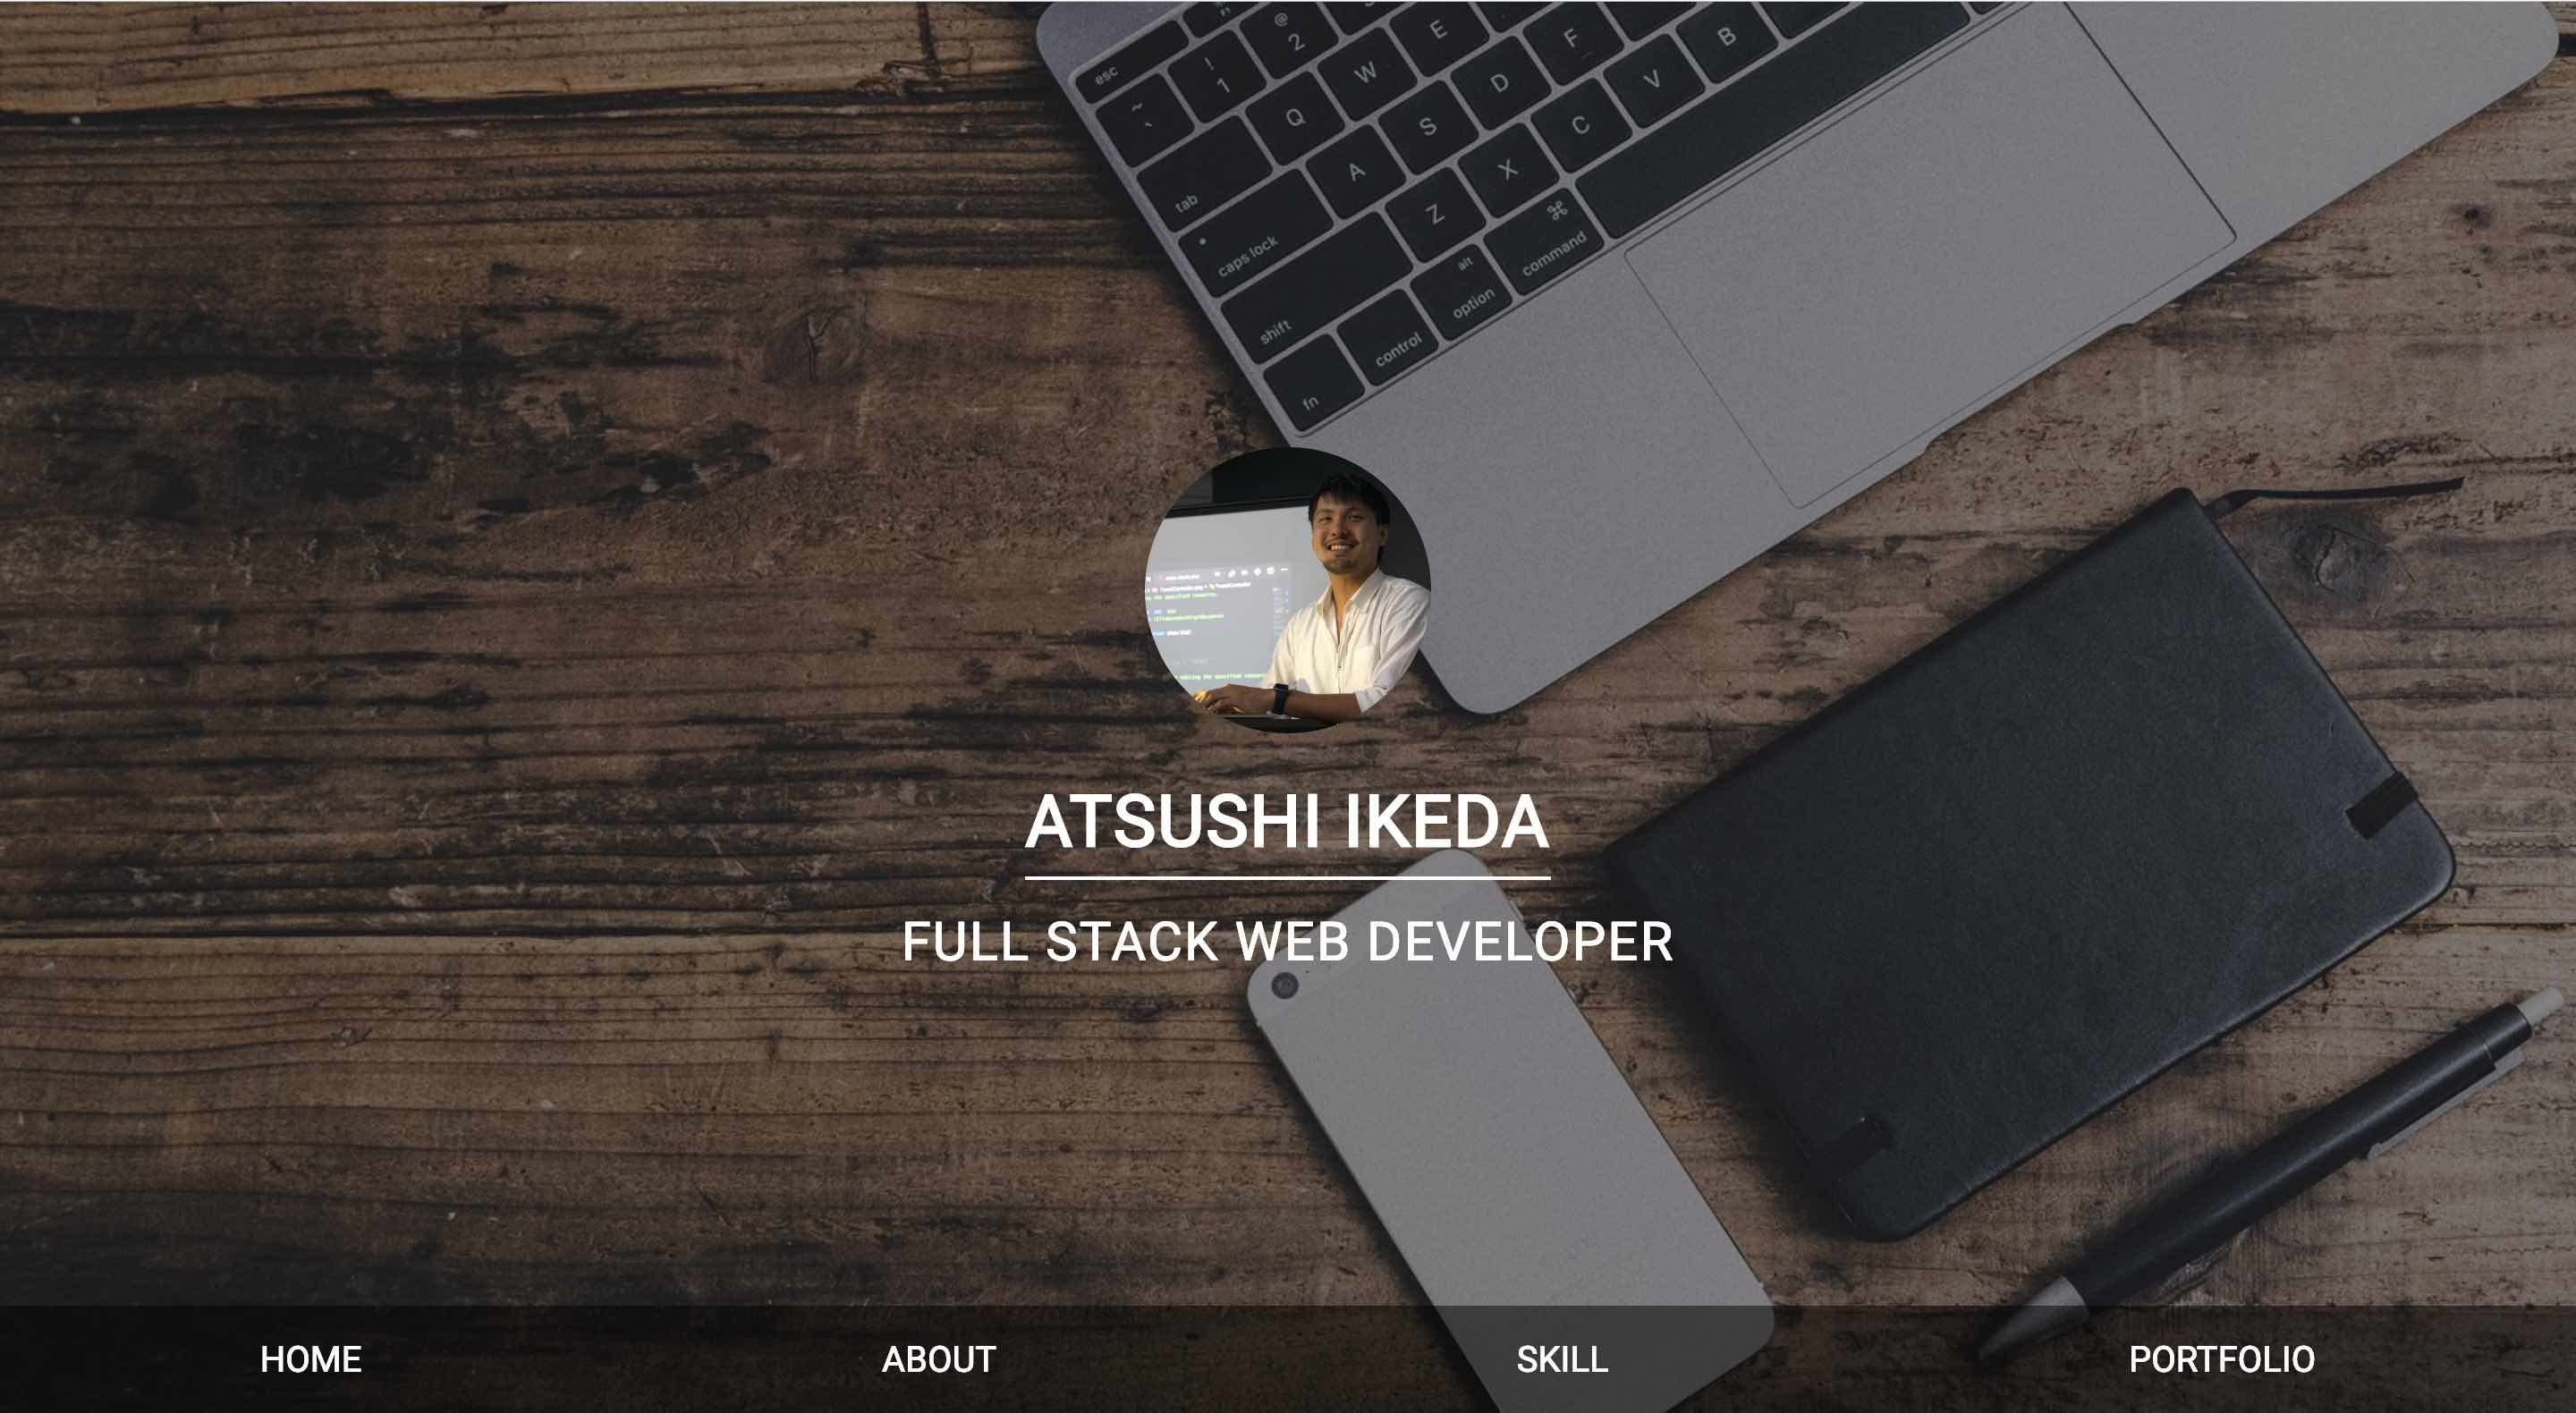 esc
! 1
@ 2
~ `
Q W E
tab
A S D F
caps lock
Z X C V B
shift
fn control alt option ⌘ command
ATSUSHI IKEDA
FULL STACK WEB DEVELOPER
HOME ABOUT SKILL PORTFOLIO